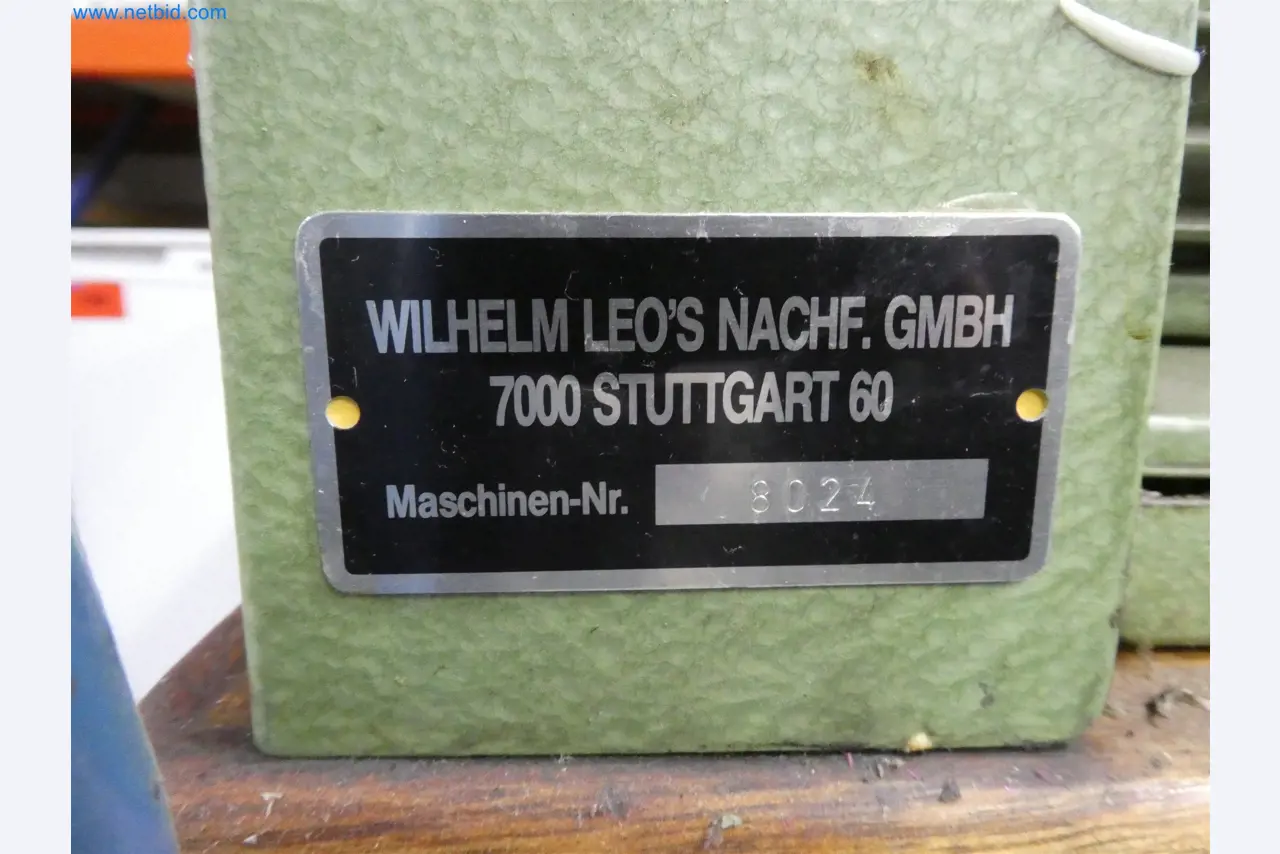 www.netbid.com
WILHELM LEO'S NACHF. GMBH
7000 STUTTGART 60
Maschinen-Nr. 8024